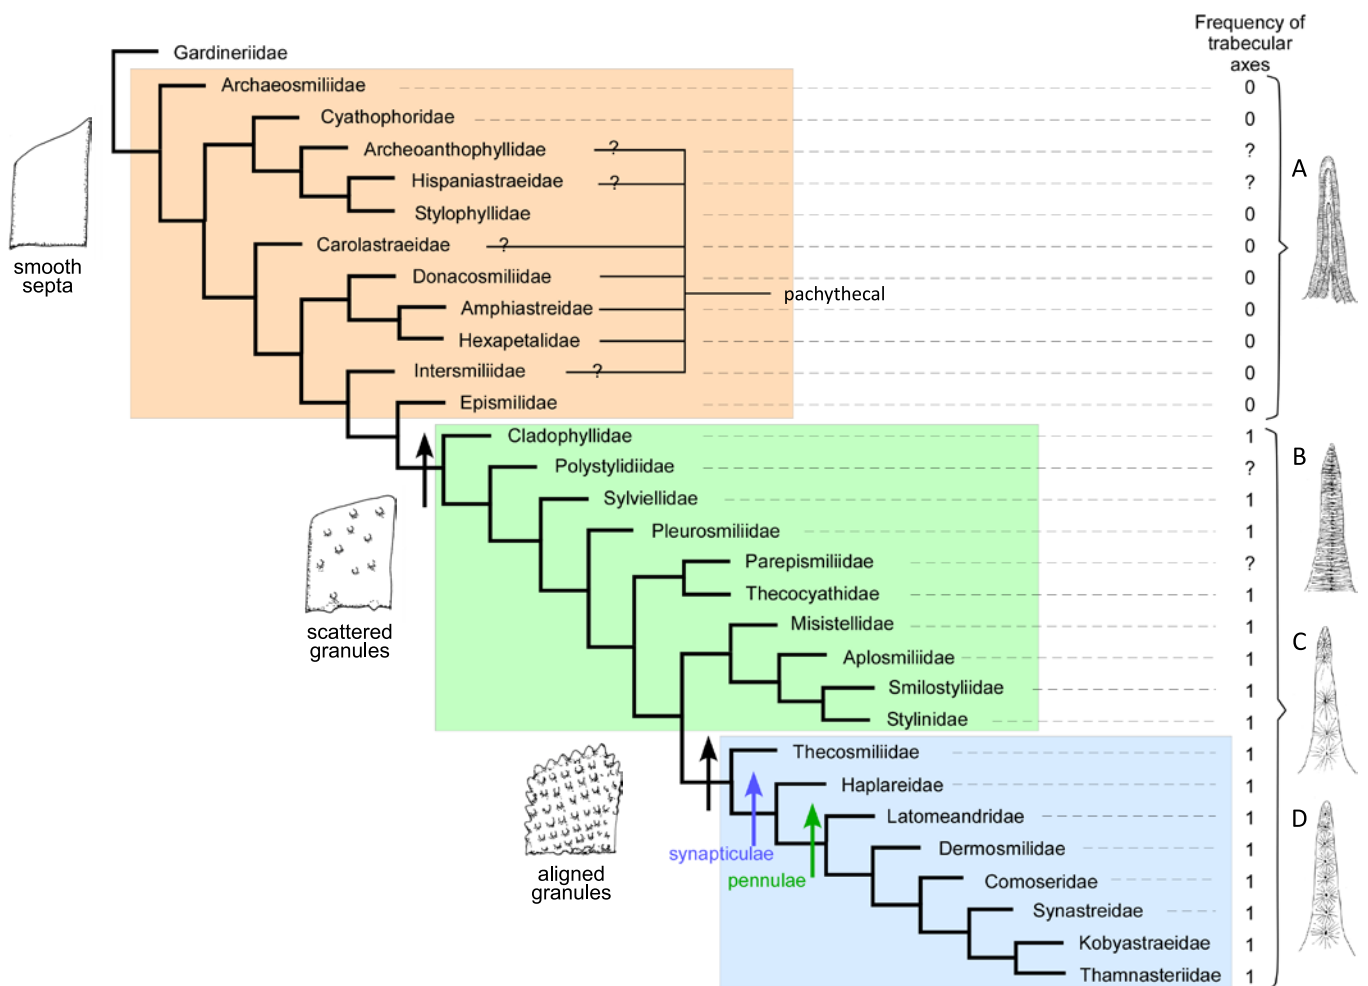 Frequency of
trabecular
axes
Gardineriidae
Archaeosmiliidae 0
Cyathophoridae 0
Archeoanthophyllidae ? ?
A
Hispaniastraeidae ? ?
Stylophyllidae 0
Carolastraeidae ? 0
smooth
septa
Donacosmiliidae 0
pachythecal
Amphiastreidae 0
Hexapetalidae 0
Intersmiliidae ? 0
Epismilidae 0
Cladophyllidae 1
B
Polystylidiidae ?
Sylviellidae 1
Pleurosmiliidae 1
Parepismiliidae ?
Thecocyathidae 1
scattered
granules
Misistellidae 1
C
Aplosmiliidae 1
Smilostyliidae 1
Stylinidae 1
Thecosmiliidae 1
Haplareidae 1
Latomeandridae 1
D
Dermosmilidae 1
synapticulae
pennulae
aligned
granules
Comoseridae 1
Synastreidae 1
Kobyastraeidae 1
Thamnasteriidae 1